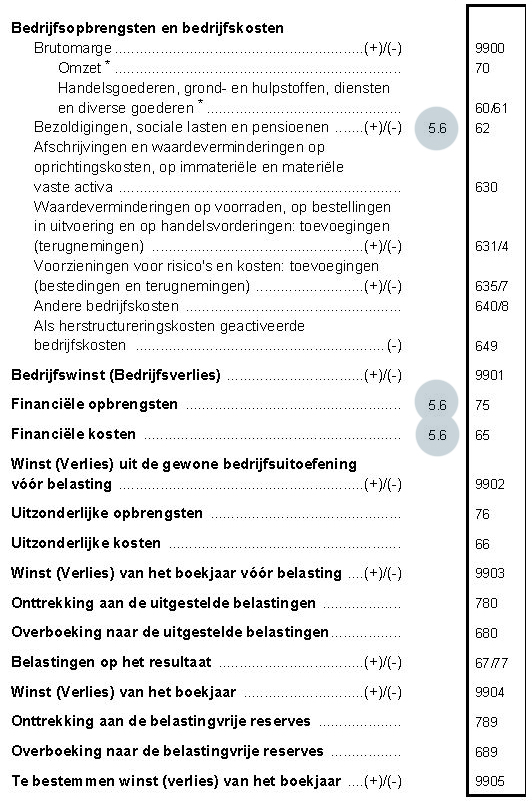 Bedrijfsopbrengsten en bedrijfskosten
Brutomarge ........................................................(+)/(-) 9900
Omzet * ................................................................ 70
Handelsgoederen, grond- en hulpstoffen, diensten
en diverse goederen * ............................................ 60/61
Bezoldigingen, sociale lasten en pensioenen .......(+)/(-) 5.6 62
Afschrijvingen en waardeverminderingen op
oprichtingskosten, op immateriële en materiële
vaste activa ............................................................... 630
Waardeverminderingen op voorraden, op bestellingen
in uitvoering en op handelsvorderingen: toevoegingen
(terugnemingen) ................................................(+)/(-) 631/4
Voorzieningen voor risico's en kosten: toevoegingen
(bestedingen en terugnemingen) ..........................(+)/(-) 635/7
Andere bedrijfskosten ................................................ 640/8
Als herstructureringskosten geactiveerde
bedrijfskosten ........................................................(-) 649
Bedrijfswinst (Bedrijfsverlies) ...............................(+)/(-) 9901
Financiële opbrengsten ................................................ 5.6 75
Financiële kosten ......................................................... 5.6 65
Winst (Verlies) uit de gewone bedrijfsuitoefening
vóór belasting ......................................................(+)/(-) 9902
Uitzonderlijke opbrengsten .......................................... 76
Uitzonderlijke kosten .................................................... 66
Winst (Verlies) van het boekjaar vóór belasting ....(+)/(-) 9903
Onttrekking aan de uitgestelde belastingen .................. 780
Overboeking naar de uitgestelde belastingen................ 680
Belastingen op het resultaat .................................(+)/(-) 67/77
Winst (Verlies) van het boekjaar ............................(+)/(-) 9904
Onttrekking aan de belastingvrije reserves ................... 789
Overboeking naar de belastingvrije reserves ................ 689
Te bestemmen winst (verlies) van het boekjaar ....(+)/(-) 9905